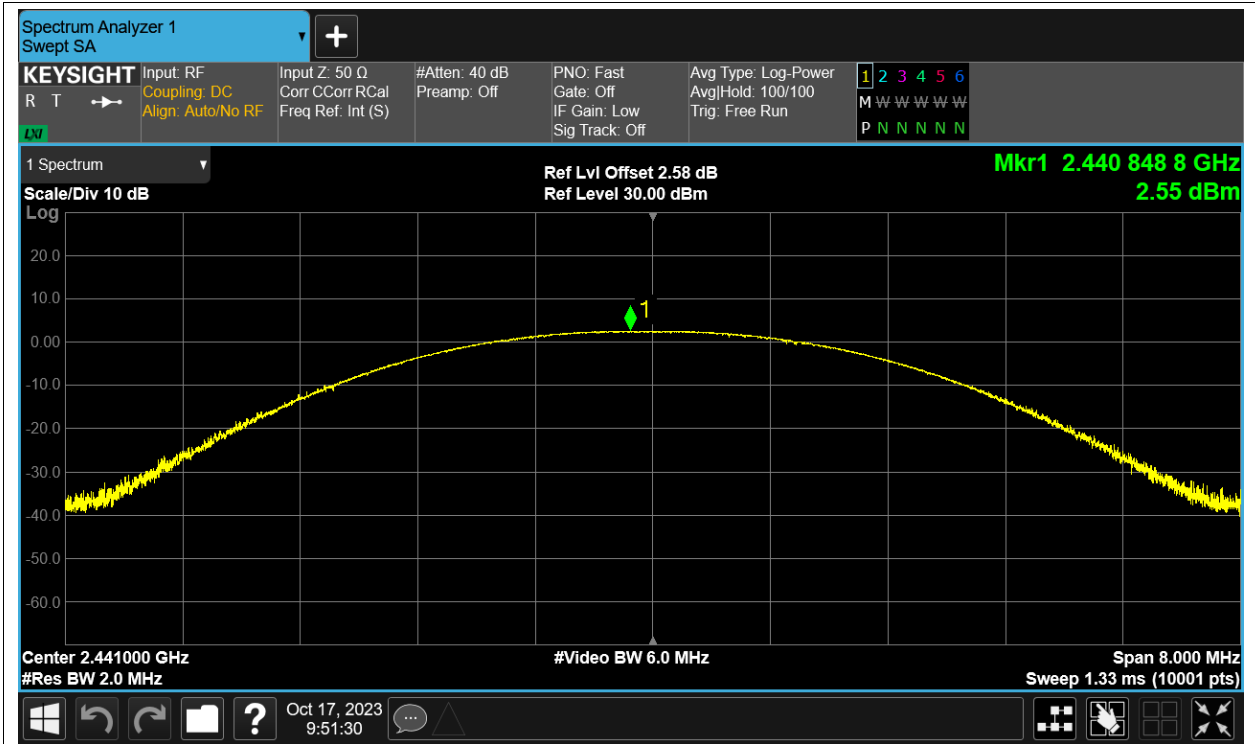 Spectrum Analyzer 1
Swept SA
KEYSIGHT
R T
LXI
Input: RF
Coupling: DC
Align: Auto/No RF
Input Z: 50 Ω
Corr CCorr RCal
Freq Ref: Int (S)
#Atten: 40 dB
Preamp: Off
PNO: Fast
Gate: Off
IF Gain: Low
Sig Track: Off
Avg Type: Log-Power
Avg|Hold: 100/100
Trig: Free Run
1 2 3 4 5 6
M W W W W W
P N N N N N
1 Spectrum
Scale/Div 10 dB
Log
Ref Lvl Offset 2.58 dB
Ref Level 30.00 dBm
Mkr1 2.440 848 8 GHz
2.55 dBm
20.0
10.0
1
0.00
-10.0
-20.0
-30.0
-40.0
-50.0
-60.0
Center 2.441000 GHz
#Video BW 6.0 MHz
Span 8.000 MHz
#Res BW 2.0 MHz
Sweep 1.33 ms (10001 pts)
?
Oct 17, 2023
9:51:30